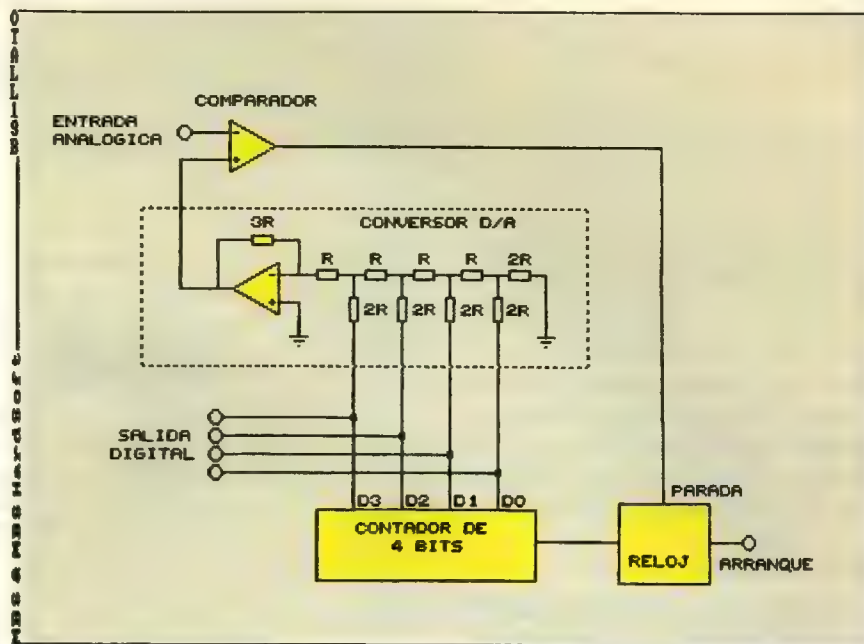 COMPARADOR
ENTRADA
ANALOGICA
-
+
3R
CONVERSOR D/A
R R R R 2R
-
+
2R 2R 2R 2R
SALIDA
DIGITAL
D3 D2 D1 D0
PARADA
CONTADOR DE
4 BITS
RELOJ
ARRANQUE
HardSoft